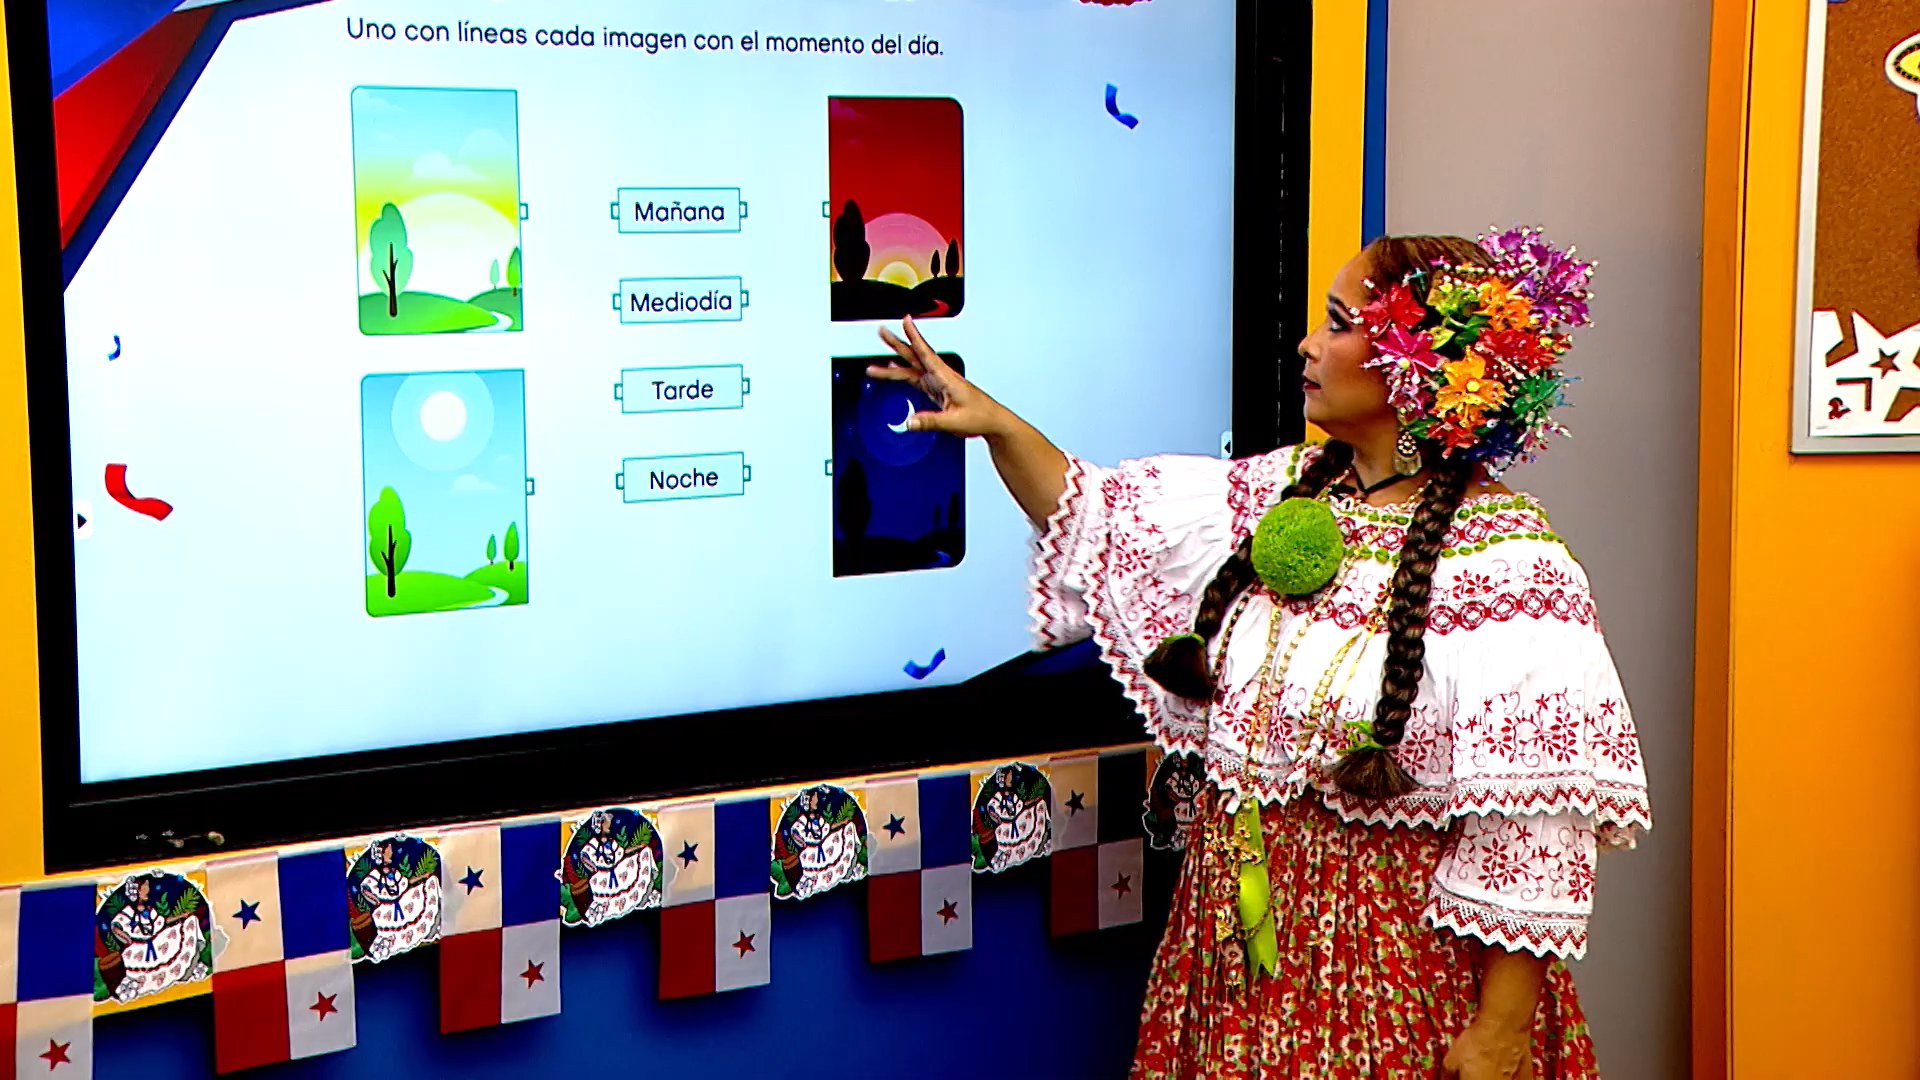 Uno con líneas cada imagen con el momento del día.
Mañana
Mediodía
Tarde
Noche